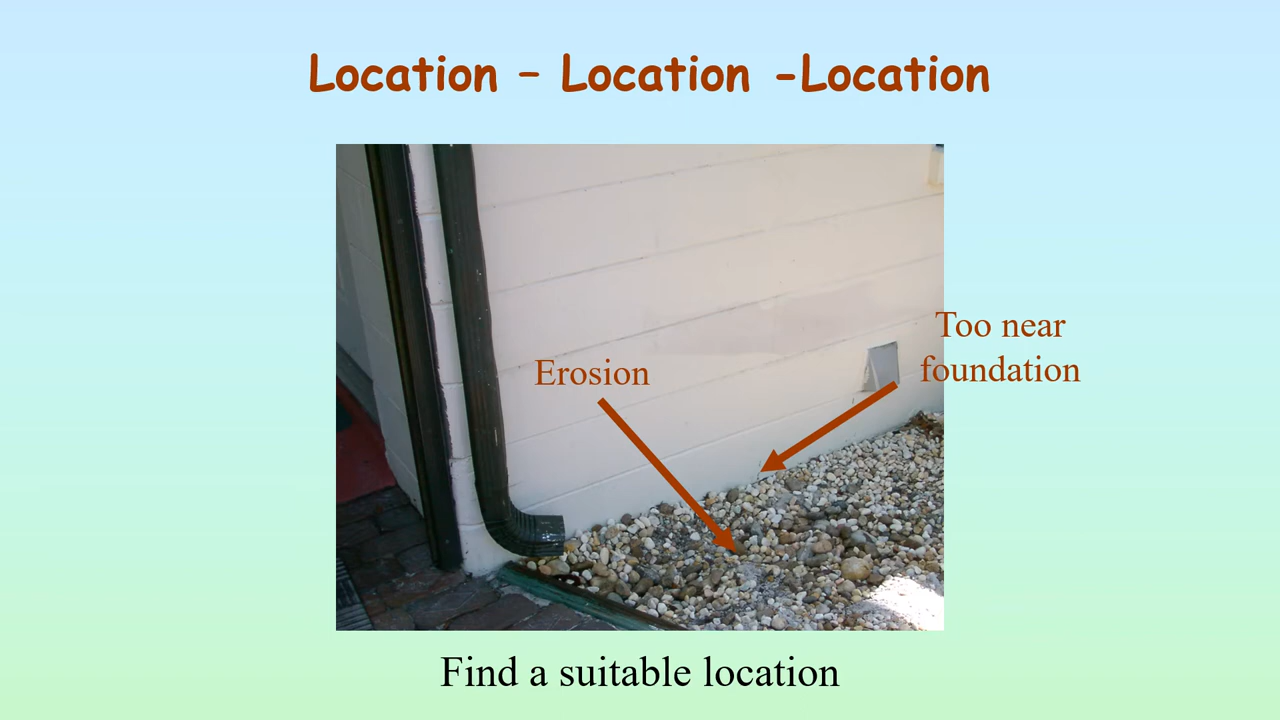 Location – Location -Location
Too near
foundation
Erosion
Find a suitable location